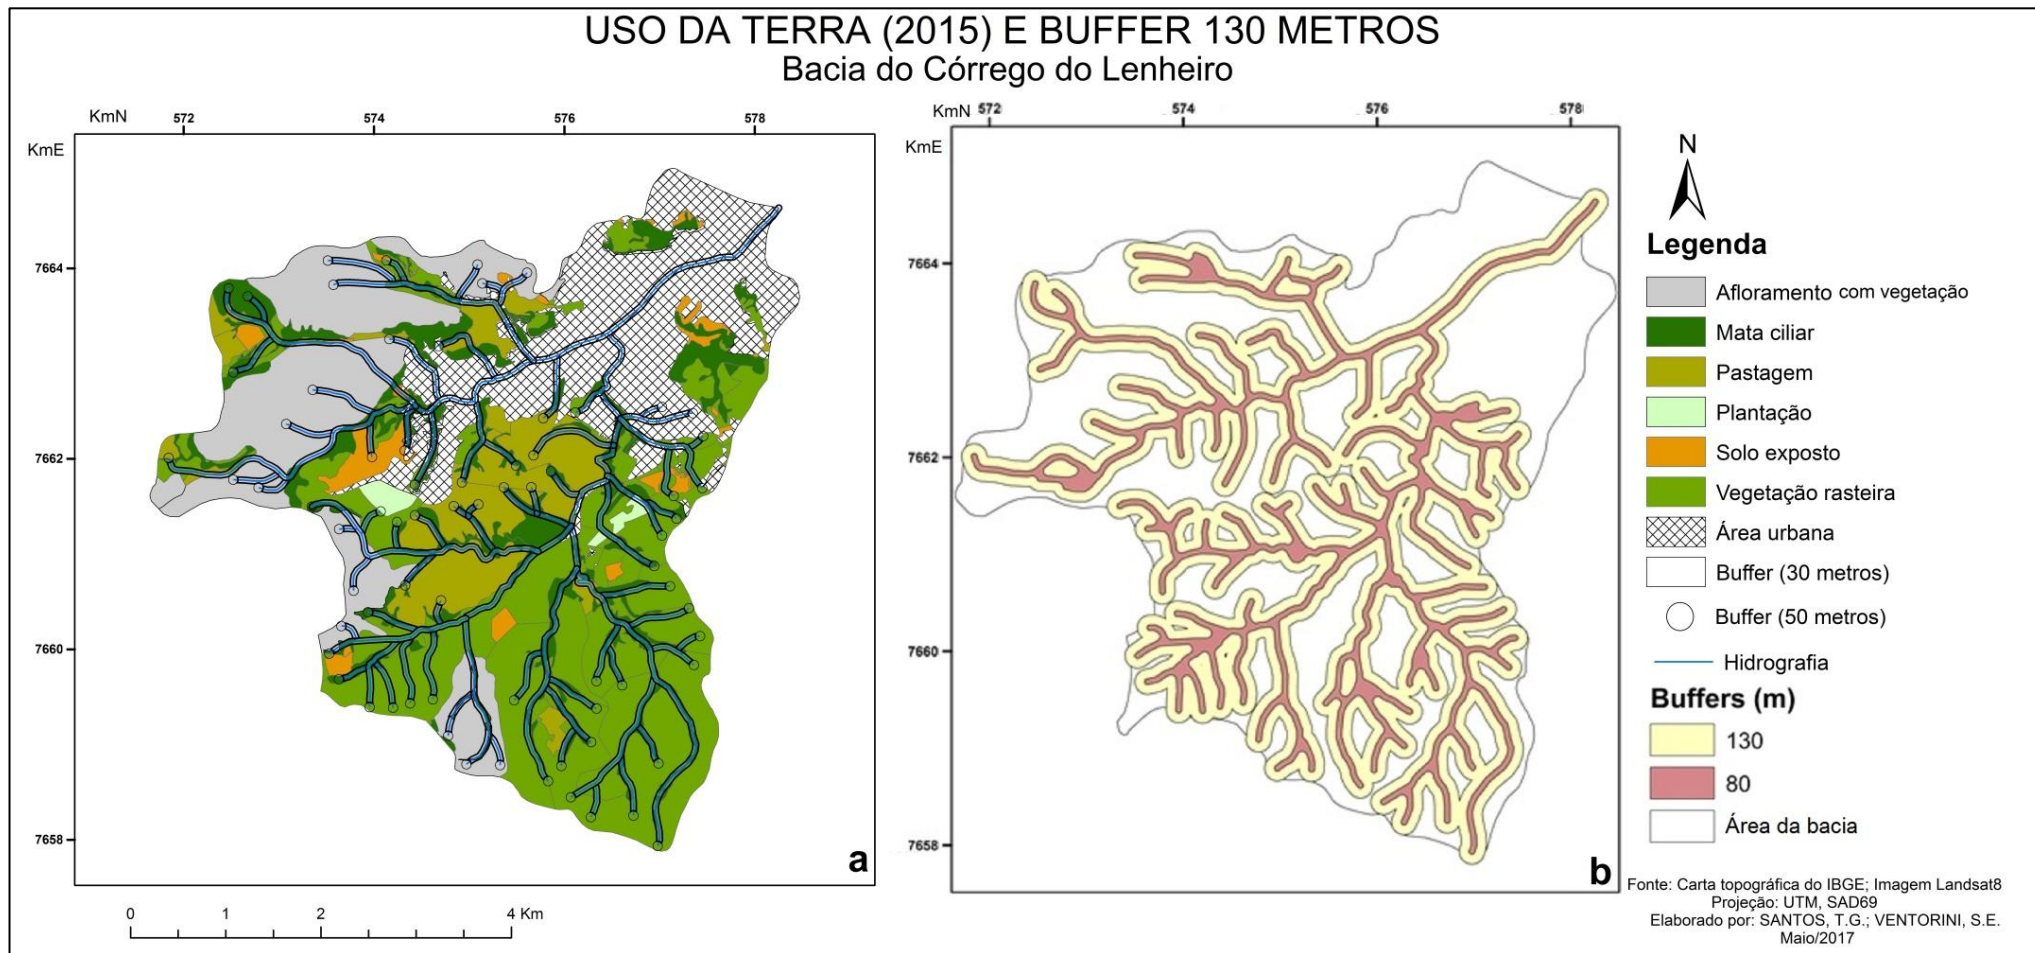 USO DA TERRA (2015) E BUFFER 130 METROS
Bacia do Córrego do Lenheiro
KmN
572
574
576
578
KmE
7664
7662
7660
7658
a
0
1
2
4 Km
KmN
572
574
576
578
KmE
7664
7662
7660
7658
b
N
Legenda
Afloramento com vegetação
Mata ciliar
Pastagem
Plantação
Solo exposto
Vegetação rasteira
Área urbana
Buffer (30 metros)
Buffer (50 metros)
Hidrografia
Buffers (m)
130
80
Área da bacia
Fonte: Carta topográfica do IBGE; Imagem Landsat8
Projeção: UTM, SAD69
Elaborado por: SANTOS, T.G.; VENTORINI, S.E.
Maio/2017